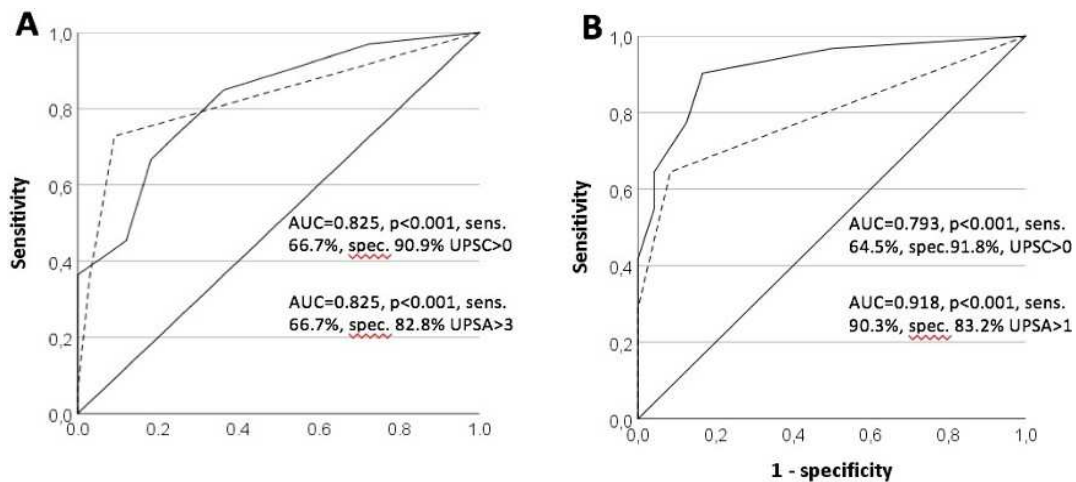 A
1,0
0,8
0,6
0,4
0,2
0,0
0.0
0.2
0.4
0.6
0.8
1.0
Sensitivity
AUC=0.825, p<0.001, sens.
66.7%, spec. 90.9% UPSC>0
AUC=0.825, p<0.001, sens.
66.7%, spec. 82.8% UPSA>3
B
1,0
0,8
0,6
0,4
0,2
0,0
0,0
0,2
0,4
0,6
0,8
1,0
Sensitivity
AUC=0.793, p<0.001, sens.
64.5%, spec.91.8%, UPSC>0
AUC=0.918, p<0.001, sens.
90.3%, spec. 83.2% UPSA>1
1 - specificity